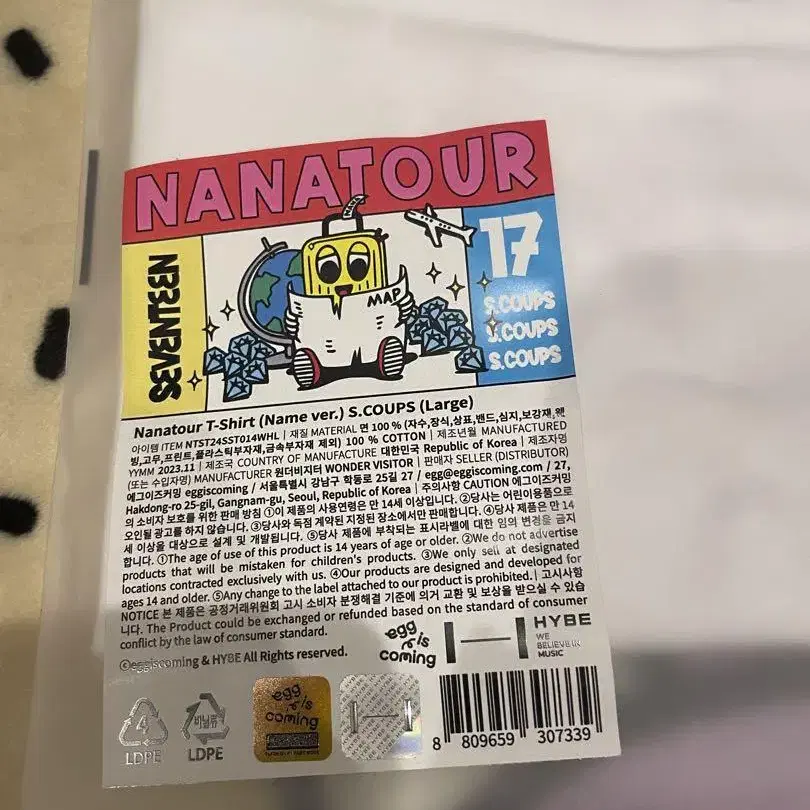 NANATOUR
SEVENTEEN
17
S.COUPS
S.COUPS
S.COUPS
MAP
Nanatour T-Shirt (Name ver.) S.COUPS (Large)
아이템 ITEM NTST24SST014WHL | 재질 MATERIAL 면 100 % (자수,장식,상표,밴드,심지,보강재,웹
빙,고무,프린트,플라스틱부자재,금속부자재 제외) 100 % COTTON | 제조년월 MANUFACTURED
YYMM 2023.11 | 제조국 COUNTRY OF MANUFACTURE 대한민국 Republic of Korea | 제조자명
(또는 수입자명) MANUFACTURER 원더비지터 WONDER VISITOR | 판매자 SELLER (DISTRIBUTOR)
에그이즈커밍 eggiscoming / 서울특별시 강남구 학동로 25길 27 / egg@eggiscoming.com / 27,
Hakdong-ro 25-gil, Gangnam-gu, Seoul, Republic of Korea | 주의사항 CAUTION 에그이즈커밍
의 소비자 보호를 위한 판매 방침 ①이 제품의 사용연령은 만 14세 이상입니다. ②당사는 어린이용품으로
오인될 광고를 하지 않습니다. ③당사와 독점 계약된 지정된 장소에서만 판매합니다. ④당사 제품은 만 14
세 이상을 대상으로 설계 및 개발됩니다. ⑤당사 제품에 부착되는 표시라벨에 대한 임의 변경을 금지
합니다. ①The age of use of this product is 14 years of age or older. ②We do not advertise
products that will be mistaken for children's products. ③We only sell at designated
locations contracted exclusively with us. ④Our products are designed and developed for
ages 14 and older. ⑤Any change to the label attached to our product is prohibited. | 고시사항
NOTICE 본 제품은 공정거래위원회 고시 소비자 분쟁해결 기준에 의거 교환 및 보상을 받으실 수 있습
니다. The Product could be exchanged or refunded based on the standard of consumer
conflict by the law of consumer standard.
©eggiscoming & HYBE All Rights reserved.
egg is coming
HYBE
WE
BELIEVE IN
MUSIC
4
LDPE
비닐류
LDPE
egg is coming
8 809659 307339